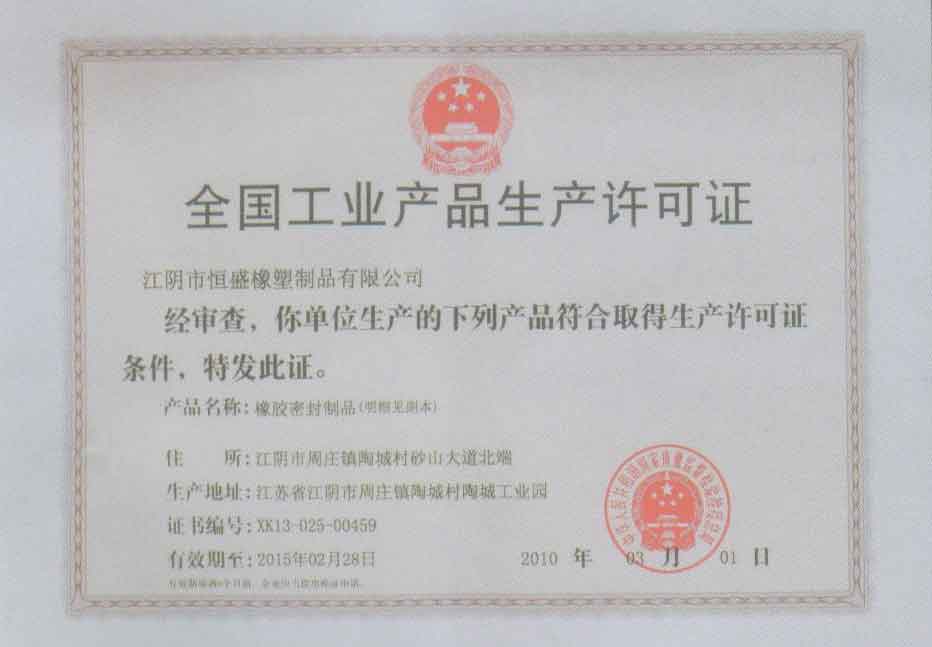 全国工业产品生产许可证
江阴市恒盛橡塑制品有限公司
经审查，你单位生产的下列产品符合取得生产许可证
条件，特发此证。
产品名称：橡胶密封制品(明细见副本)
住　　所：江阴市周庄镇陶城村砂山大道北端
生产地址：江苏省江阴市周庄镇陶城村陶城工业园
证书编号：XK13-025-00459
有效期至：2015年02月28日
2010 年 03 月 01 日